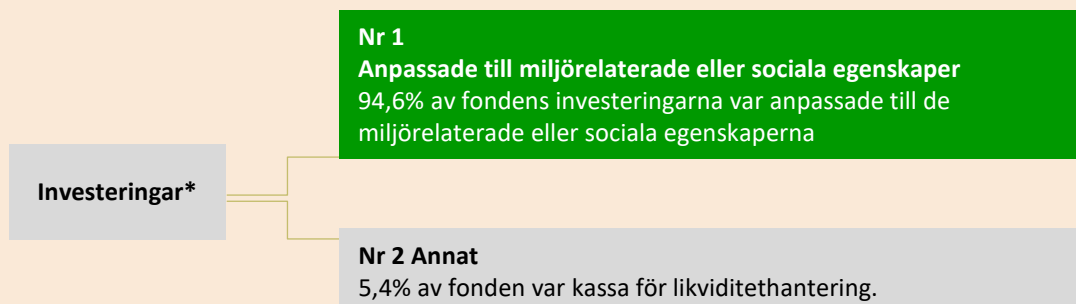 Nr 1
Anpassade till miljörelaterade eller sociala egenskaper
94,6% av fondens investeringarna var anpassade till de
miljörelaterade eller sociala egenskaperna
Investeringar*
Nr 2 Annat
5,4% av fonden var kassa för likviditethantering.